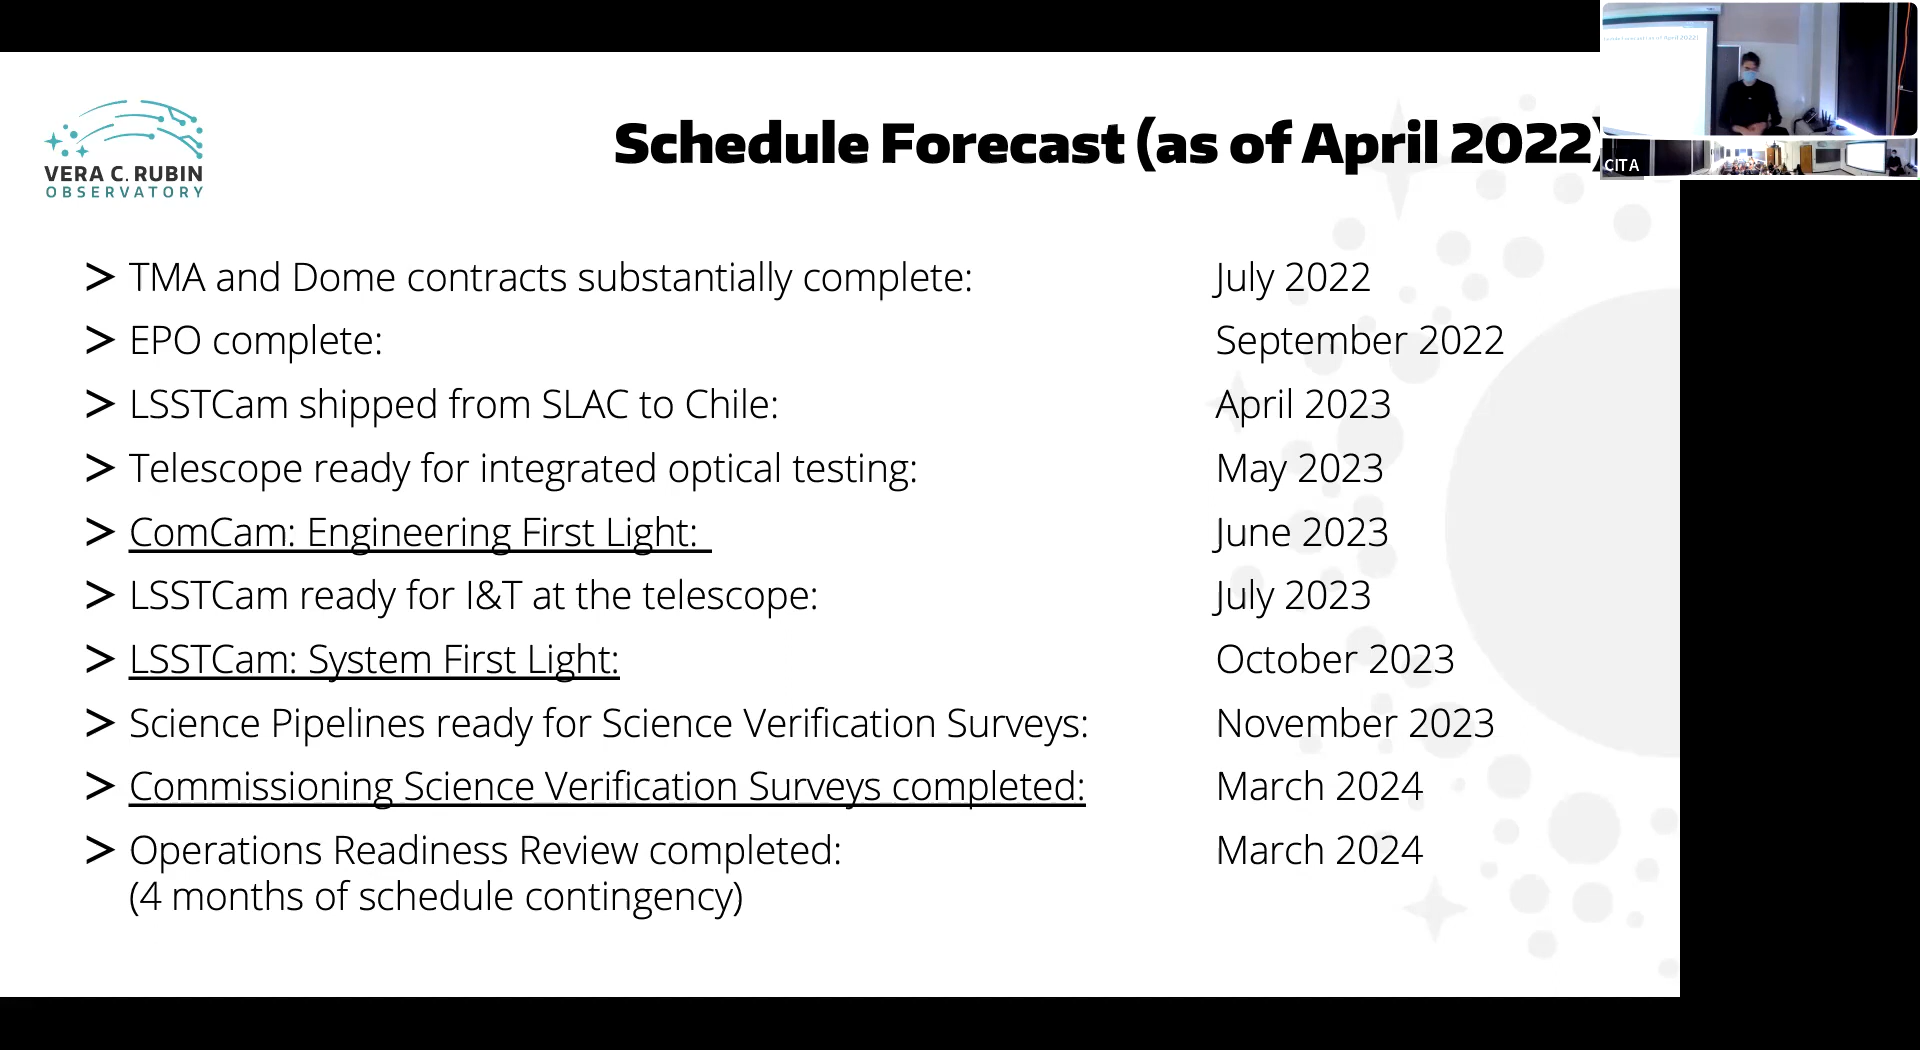 VERA C. RUBIN
OBSERVATORY
Schedule Forecast (as of April 2022)
CITA
> TMA and Dome contracts substantially complete: July 2022
> EPO complete: September 2022
> LSSTCam shipped from SLAC to Chile: April 2023
> Telescope ready for integrated optical testing: May 2023
> ComCam: Engineering First Light: June 2023
> LSSTCam ready for I&T at the telescope: July 2023
> LSSTCam: System First Light: October 2023
> Science Pipelines ready for Science Verification Surveys: November 2023
> Commissioning Science Verification Surveys completed: March 2024
> Operations Readiness Review completed: March 2024
(4 months of schedule contingency)